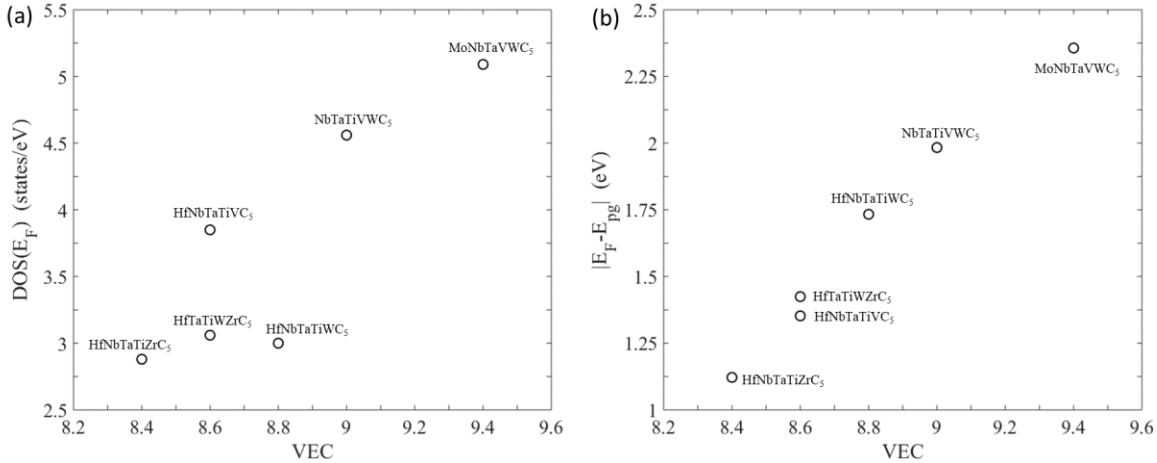 (a)
5.5
5
4.5
4
3.5
3
2.5
DOS(E_F) (states/eV)
MoNbTaVWC₅
NbTaTiVWC₅
HfNbTaTiVC₅
HfTaTiWZrC₅
HfNbTaTiWC₅
HfNbTaTiZrC₅
8.2 8.4 8.6 8.8 9 9.2 9.4 9.6
VEC
(b)
2.5
2.25
2
1.75
1.5
1.25
1
|E_F-E_pg| (eV)
MoNbTaVWC₅
NbTaTiVWC₅
HfNbTaTiWC₅
HfTaTiWZrC₅
HfNbTaTiVC₅
HfNbTaTiZrC₅
8.2 8.4 8.6 8.8 9 9.2 9.4 9.6
VEC